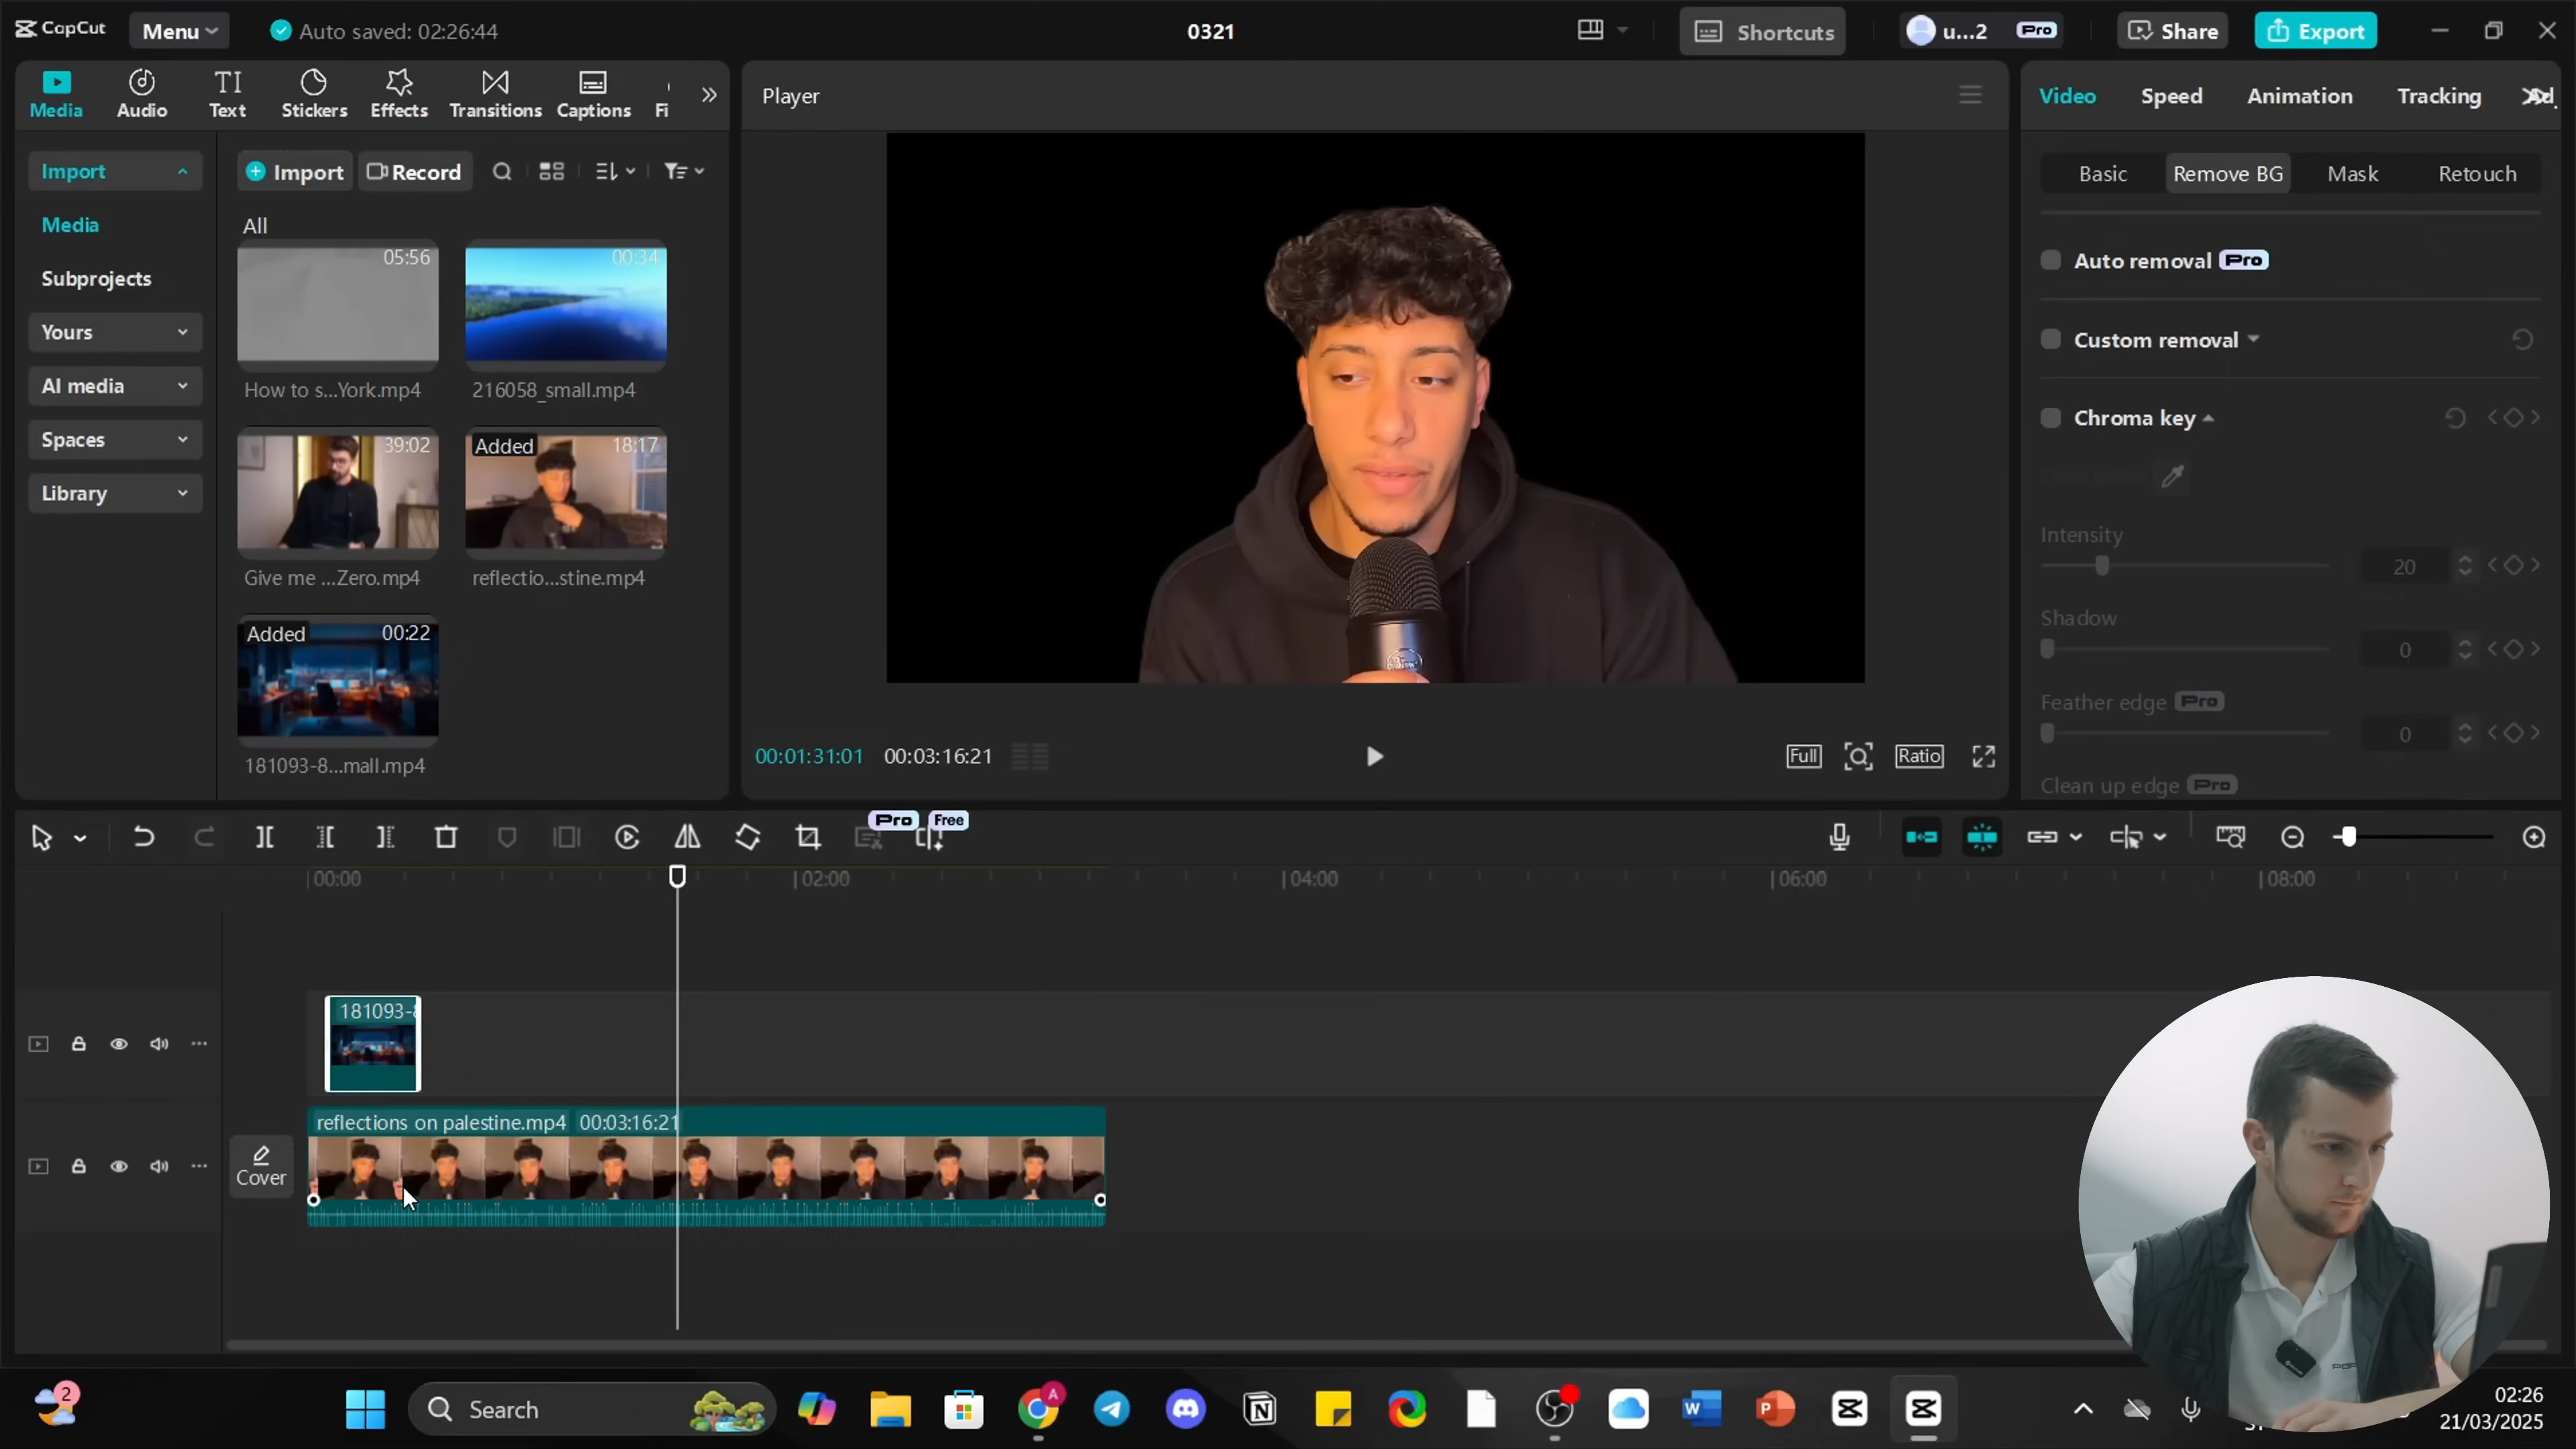 CapCut
Menu
Auto saved: 02:26:44
0321
Shortcuts
u...2
Pro
Share
Export
Media
Audio
TI
Text
Stickers
Effects
Transitions
Captions
Fi
Player
Video
Speed
Animation
Tracking
Ad
Import
Import
Record
Basic
Remove BG
Mask
Retouch
Media
All
Subprojects
05:56
00:34
Auto removal
Pro
Yours
How to s...York.mp4
216058_small.mp4
Custom removal
AI media
Spaces
39:02
Added
18:17
Chroma key
Library
Intensity
20
Give me ...Zero.mp4
reflectio...stine.mp4
Shadow
0
Added
00:22
Feather edge
Pro
0
181093-8...mall.mp4
00:01:31:01
00:03:16:21
Full
Ratio
Clean up edge
Pro
Pro
Free
00:00
02:00
04:00
06:00
08:00
181093-8
reflections on palestine.mp4
00:03:16:21
Cover
2
Search
A
W
P
02:26
21/03/2025